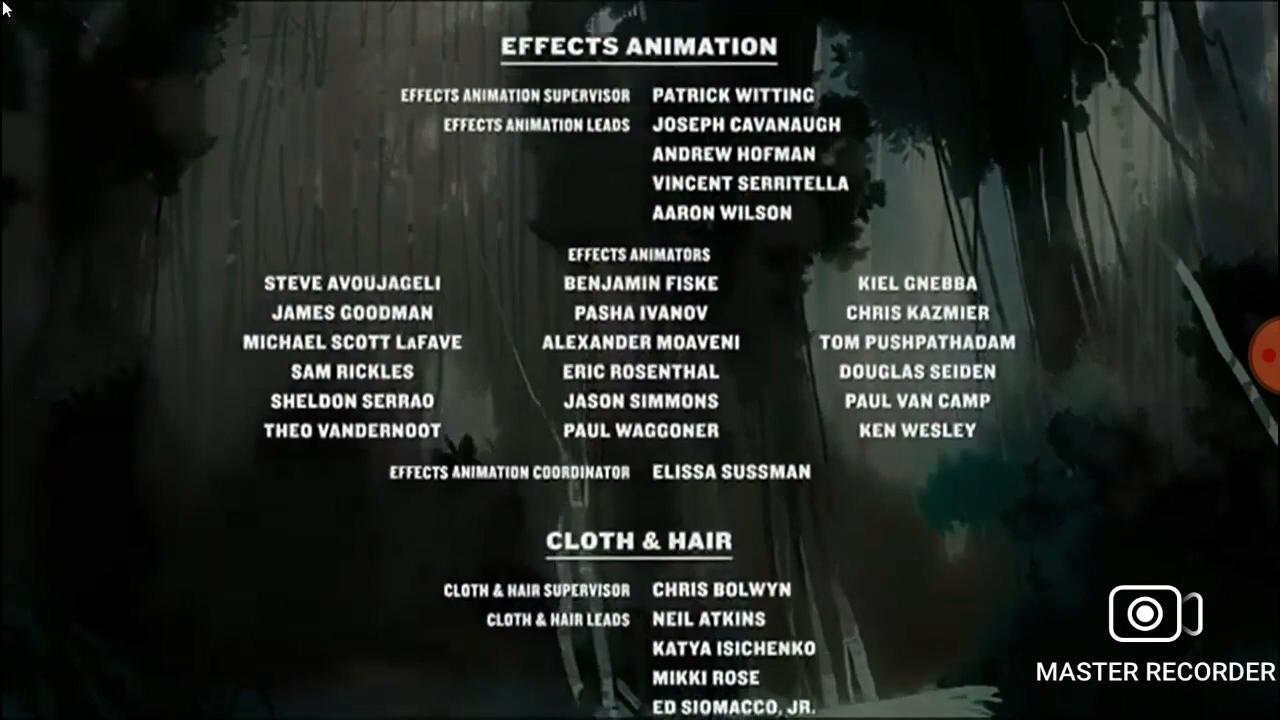 EFFECTS ANIMATION
EFFECTS ANIMATION SUPERVISOR PATRICK WITTING
EFFECTS ANIMATION LEADS JOSEPH CAVANAUGH
ANDREW HOFMAN
VINCENT SERRITELLA
AARON WILSON
EFFECTS ANIMATORS
STEVE AVOUJAGELI BENJAMIN FISKE KIEL GNEBBA
JAMES GOODMAN PASHA IVANOV CHRIS KAZMIER
MICHAEL SCOTT LAFAVE ALEXANDER MOAVENI TOM PUSHPATHADAM
SAM RICKLES ERIC ROSENTHAL DOUGLAS SEIDEN
SHELDON SERRAO JASON SIMMONS PAUL VAN CAMP
THEO VANDERNOOT PAUL WAGGONER KEN WESLEY
EFFECTS ANIMATION COORDINATOR ELISSA SUSSMAN
CLOTH & HAIR
CLOTH & HAIR SUPERVISOR CHRIS BOLWYN
CLOTH & HAIR LEADS NEIL ATKINS
KATYA ISICHENKO
MIKKI ROSE
ED SIOMACCO, JR.
MASTER RECORDER